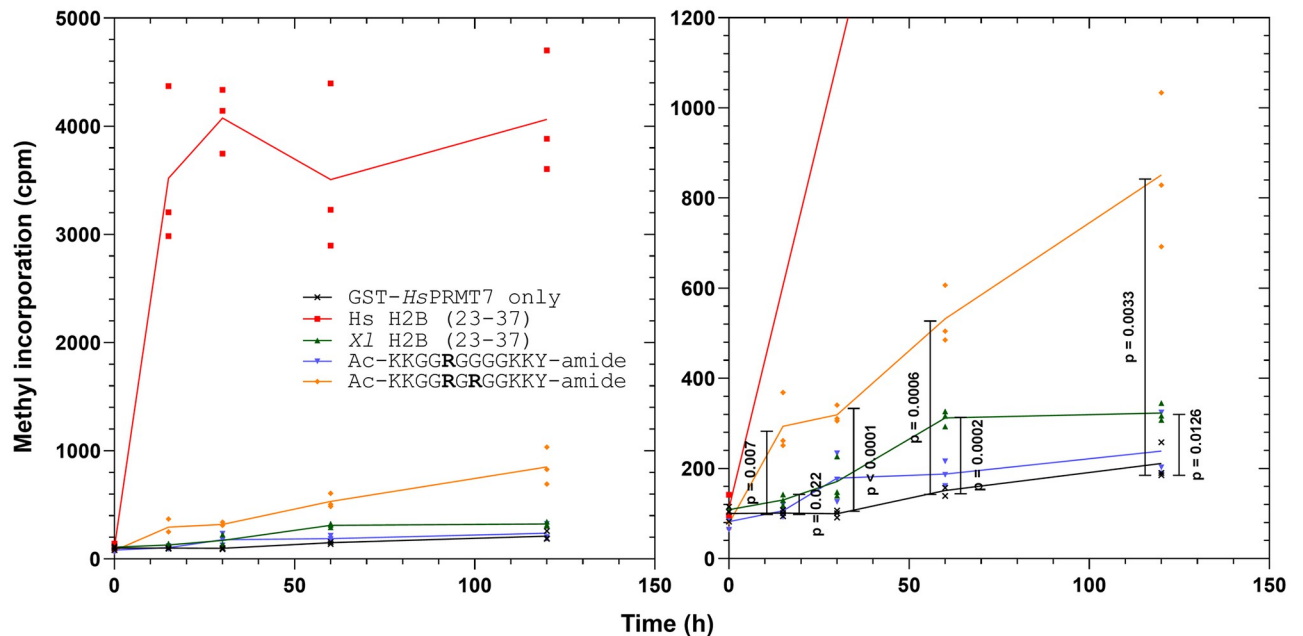 Methyl incorporation (cpm)
5000
4000
3000
2000
1000
0
0
50
100
150
GST-HsPRMT7 only
Hs H2B (23-37)
Xl H2B (23-37)
Ac-KKGGRGGGGKKY-amide
Ac-KKGGRGRGGKKY-amide
1200
1000
800
600
400
200
0
0
50
100
150
p = 0.007
p = 0.022
p < 0.0001
p = 0.0006
p = 0.0002
p = 0.0033
p = 0.0126
Time (h)